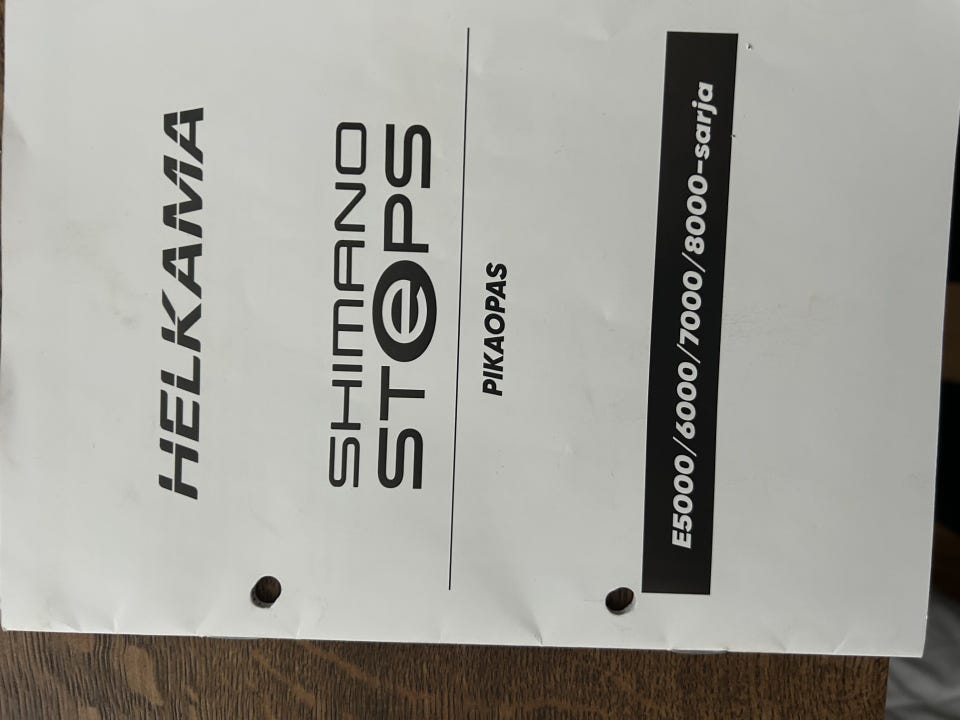 HELKAMA
SHIMANO
STEPS
PIKAOPAS
E5000/6000/7000/8000-sarja